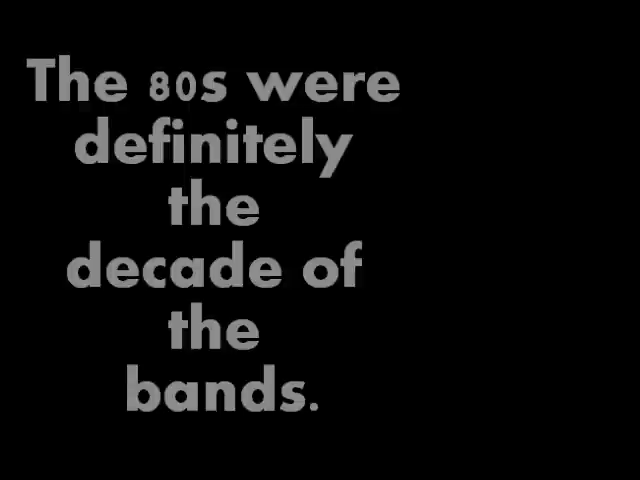 The 80s were
definitely
the
decade of
the
bands.